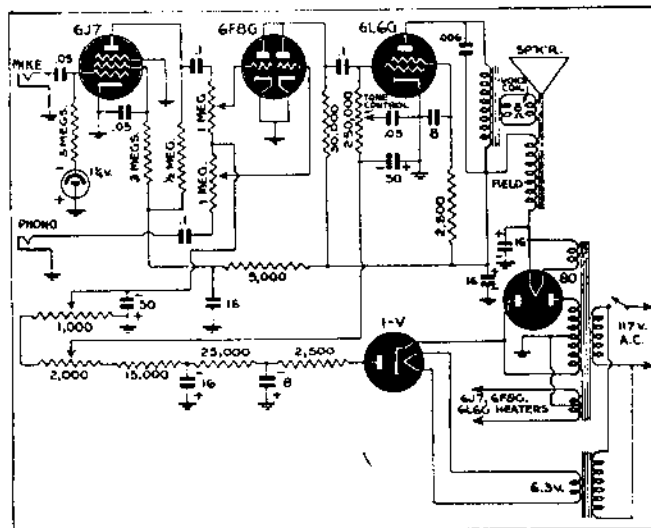 6J7
6F8G
6L6G
MIKE
.05
.05
3 MEGS.
1¼v.
3 MEGS.
½ MEG.
.1
1 MEG.
1 MEG.
PHONO
.1
.1
50,000
250,000
TONE CONTROL
.05
8
50
2,500
.006
SPK'R.
VOICE COIL
FIELD
16
16
80
117 V. A.C.
5,000
16
50
1,000
2,000
15,000
16
25,000
8
2,500
1-V
6J7, 6F8G, 6L6G HEATERS
6.3V.